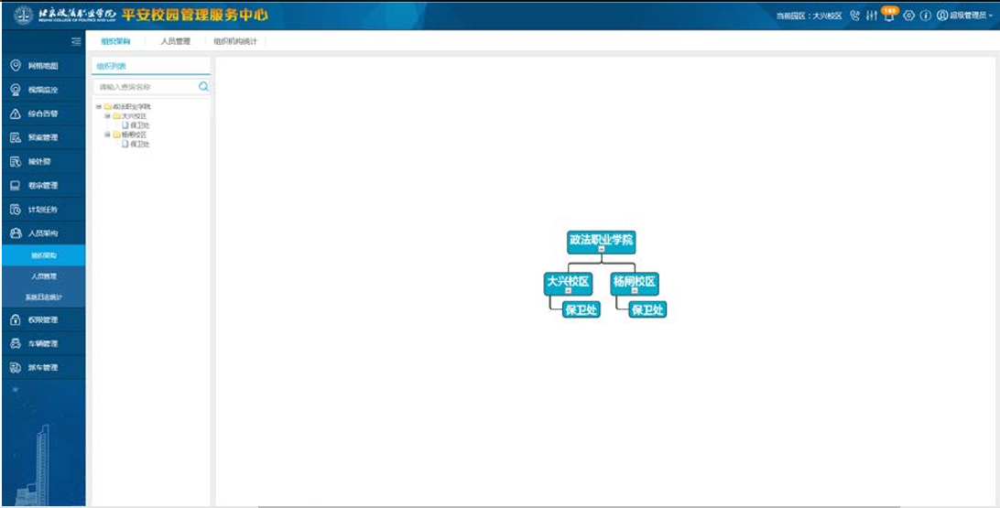 北京政法职业学院 平安校园管理服务中心
BEIJING COLLEGE OF POLITICS AND LAW
当前园区：大兴校区
169
超级管理员
组织架构 人员管理 组织机构统计
网格地图
视频监控
综合告警
预案管理
接处警
卷宗管理
计划任务
人员架构
组织架构
人员管理
系统日志统计
权限管理
车辆管理
派车管理
组织列表
请输入查询名称
政法职业学院
大兴校区
保卫处
杨闸校区
保卫处
政法职业学院
大兴校区 杨闸校区
保卫处 保卫处